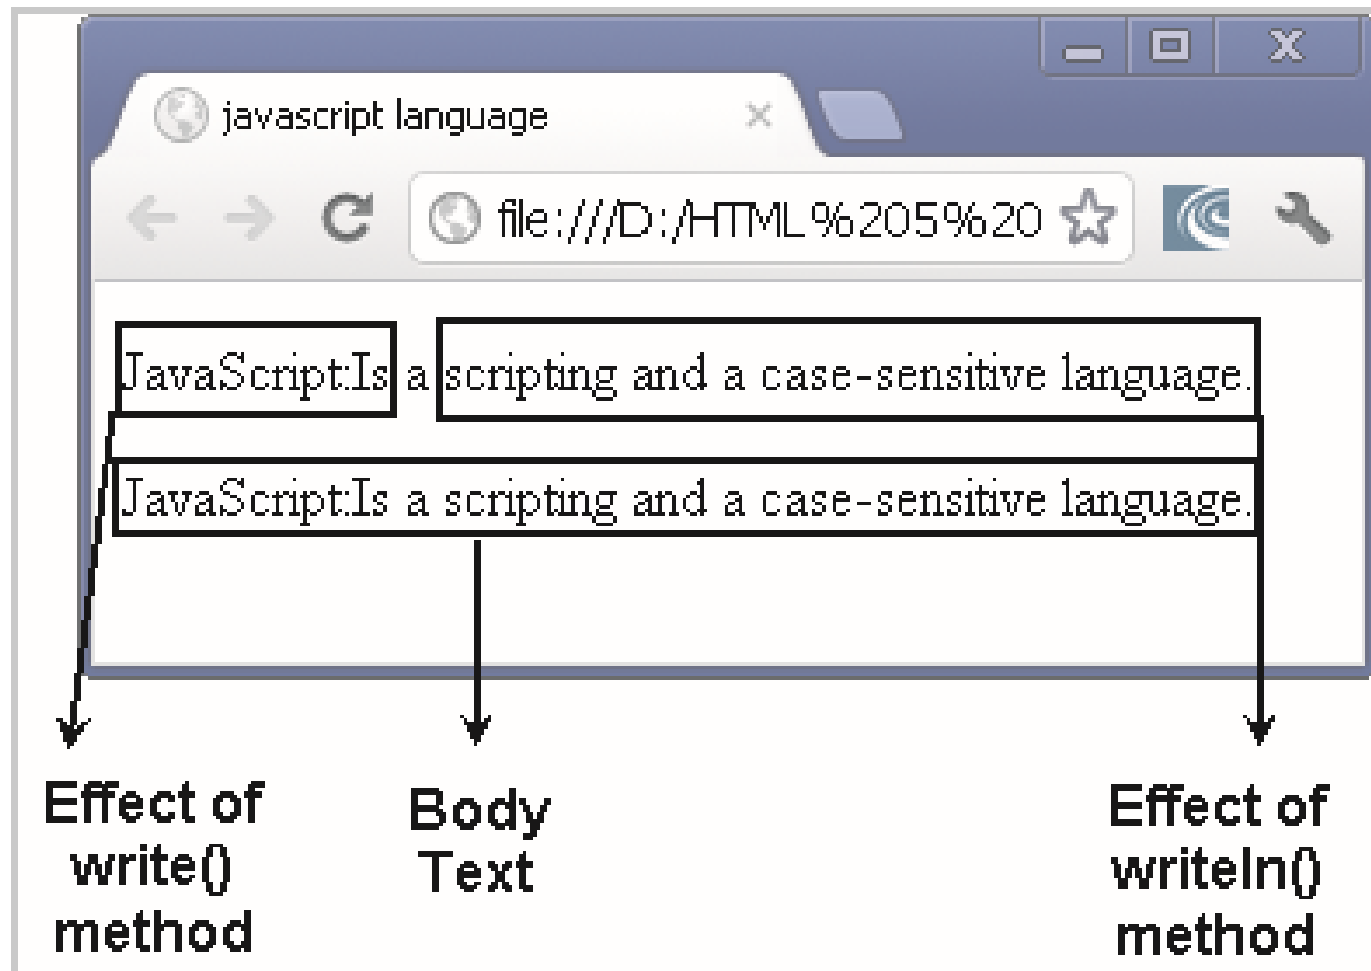 javascript language
file:///D:/HTML%205%20
JavaScript:Is a scripting and a case-sensitive language.
JavaScript:Is a scripting and a case-sensitive language.
Effect of
write()
method
Body
Text
Effect of
writeln()
method